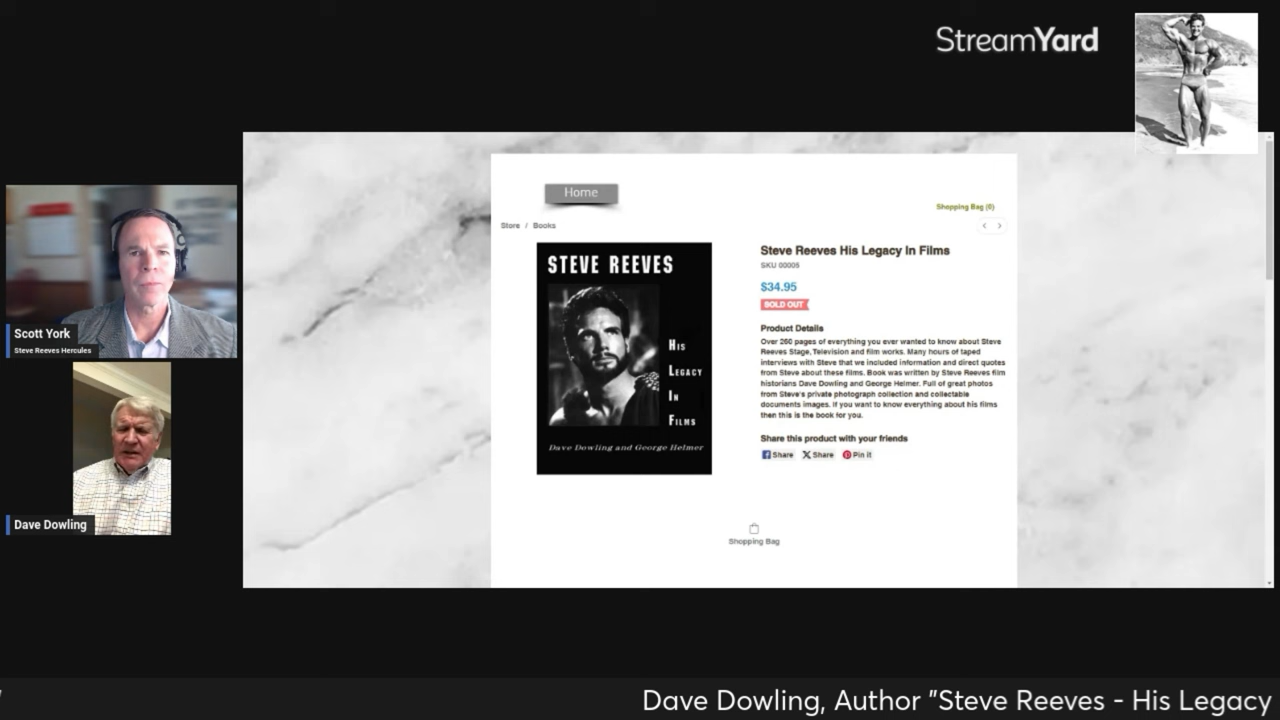 StreamYard
Home
Shopping Bag (0)
Store / Books
STEVE REEVES
HIS
LEGACY
IN
FILMS
Dave Dowling and George Helmer
Steve Reeves His Legacy In Films
SKU 00005
$34.95
SOLD OUT
Product Details
Over 260 pages of everything you ever wanted to know about Steve
Reeves Stage, Television and film works. Many hours of taped
interviews with Steve that we included information and direct quotes
from Steve about these films. Book was written by Steve Reeves film
historians Dave Dowling and George Helmer. Full of great photos
from Steve's private photograph collection and collectable
documents images. If you want to know everything about his films
then this is the book for you.
Share this product with your friends
Share X Share Pin it
Shopping Bag
Scott York
Steve Reeves Hercules
Dave Dowling
Dave Dowling, Author "Steve Reeves - His Legacy